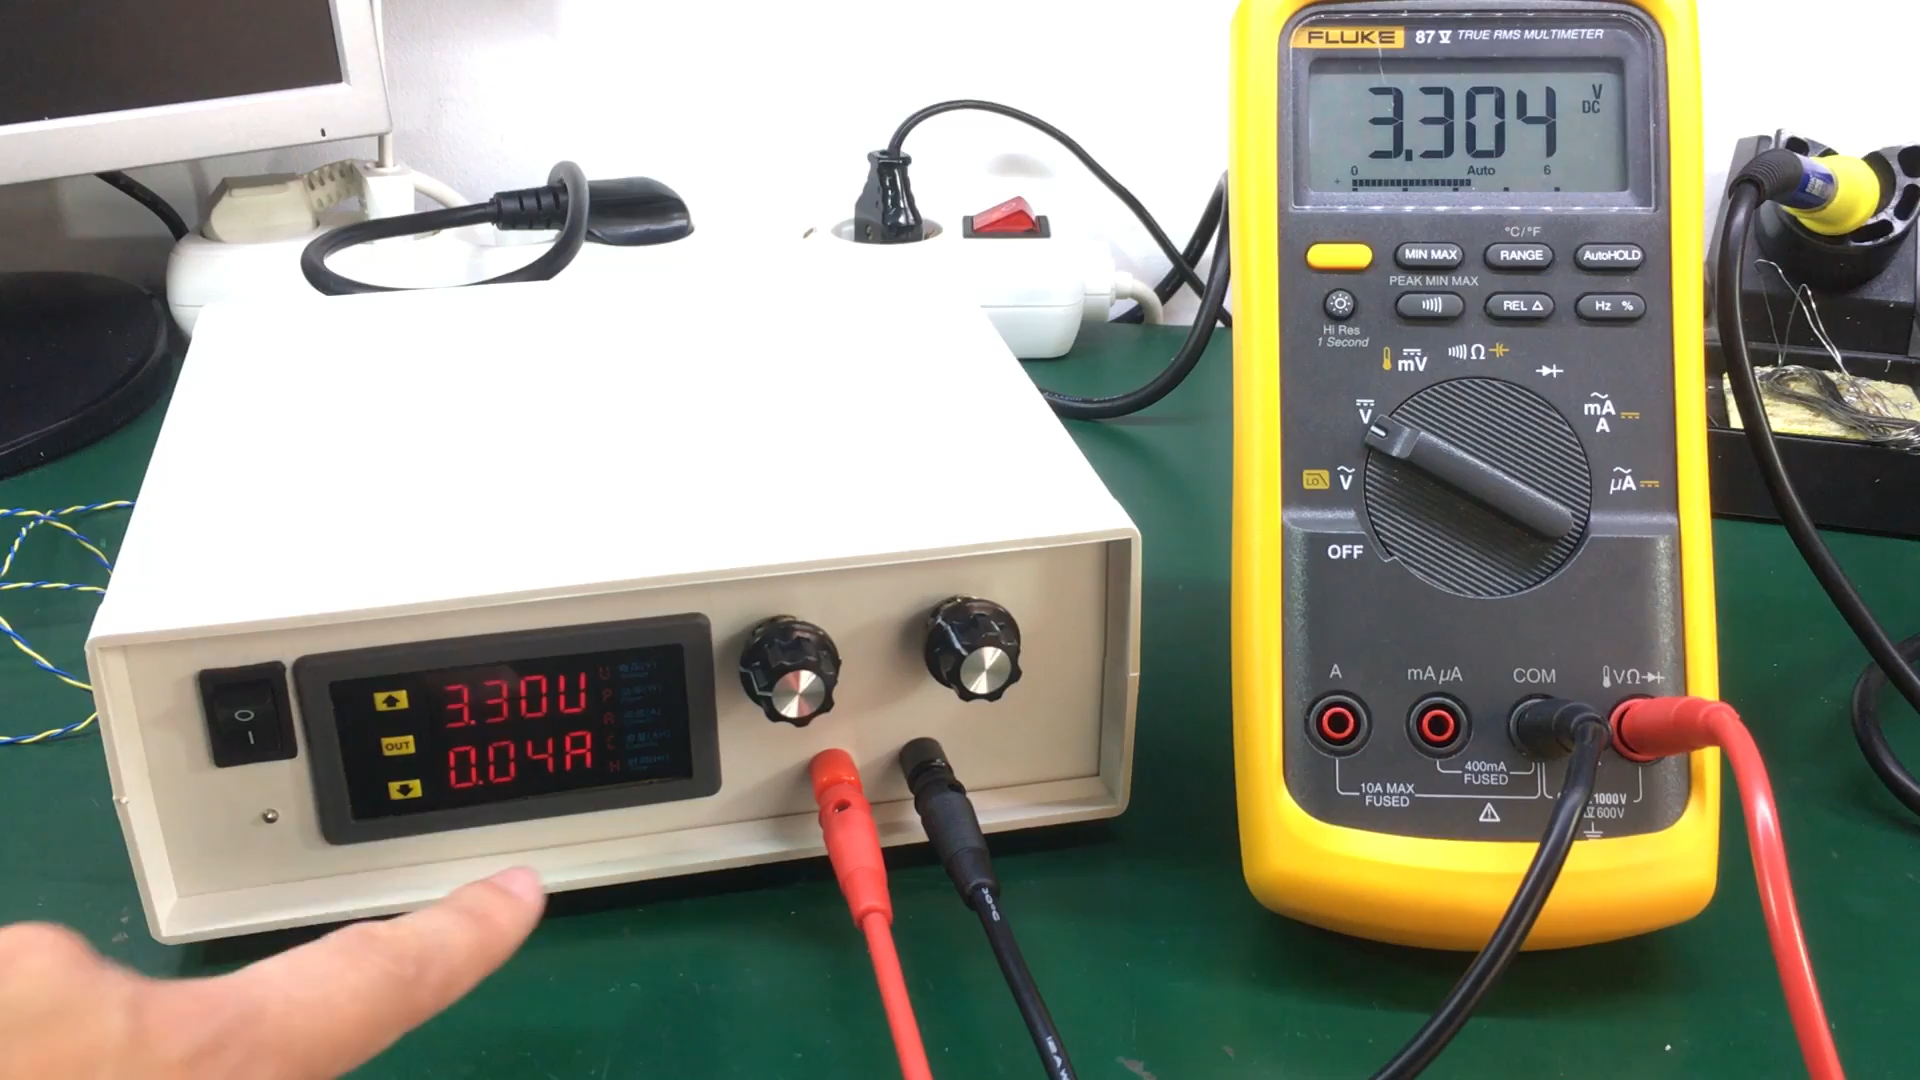 3.30U
0.04A
OUT
U
P
A
C
H
O
I
FLUKE 87 V TRUE RMS MULTIMETER
3.304 V DC
0 Auto 6
°C/°F
MIN MAX RANGE AutoHOLD
PEAK MIN MAX
REL Δ Hz %
Hi Res
1 Second
mV Ω
V
mA
A
LO V
µA
OFF
A mA µA COM VΩ
400mA
FUSED
10A MAX
FUSED
1000V
600V